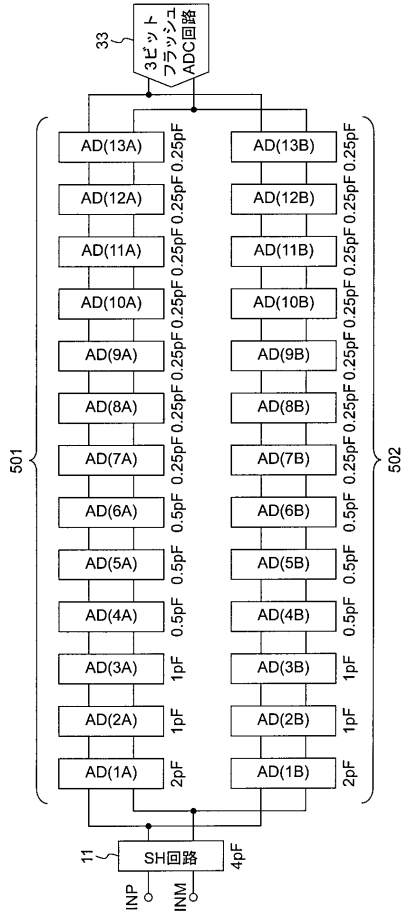 33
3ビット
フラッシュ
ADC回路
501
AD(1A)
AD(2A)
AD(3A)
AD(4A)
AD(5A)
AD(6A)
AD(7A)
AD(8A)
AD(9A)
AD(10A)
AD(11A)
AD(12A)
AD(13A)
2pF
1pF
1pF
0.5pF
0.5pF
0.5pF
0.25pF
0.25pF
0.25pF
0.25pF
0.25pF
0.25pF
0.25pF
AD(1B)
AD(2B)
AD(3B)
AD(4B)
AD(5B)
AD(6B)
AD(7B)
AD(8B)
AD(9B)
AD(10B)
AD(11B)
AD(12B)
AD(13B)
2pF
1pF
1pF
0.5pF
0.5pF
0.5pF
0.25pF
0.25pF
0.25pF
0.25pF
0.25pF
0.25pF
0.25pF
502
11
SH回路
4pF
INP
INM